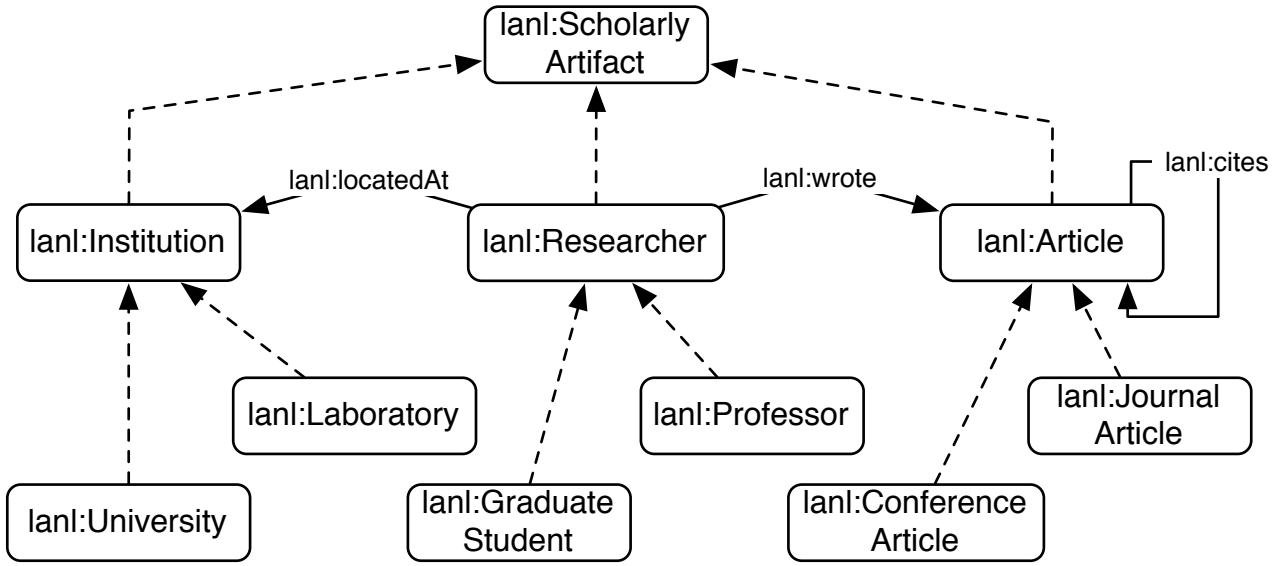 lanl:Scholarly
Artifact
lanl:locatedAt
lanl:wrote
lanl:cites
lanl:Institution
lanl:Researcher
lanl:Article
lanl:Laboratory
lanl:Professor
lanl:Journal
Article
lanl:University
lanl:Graduate
Student
lanl:Conference
Article